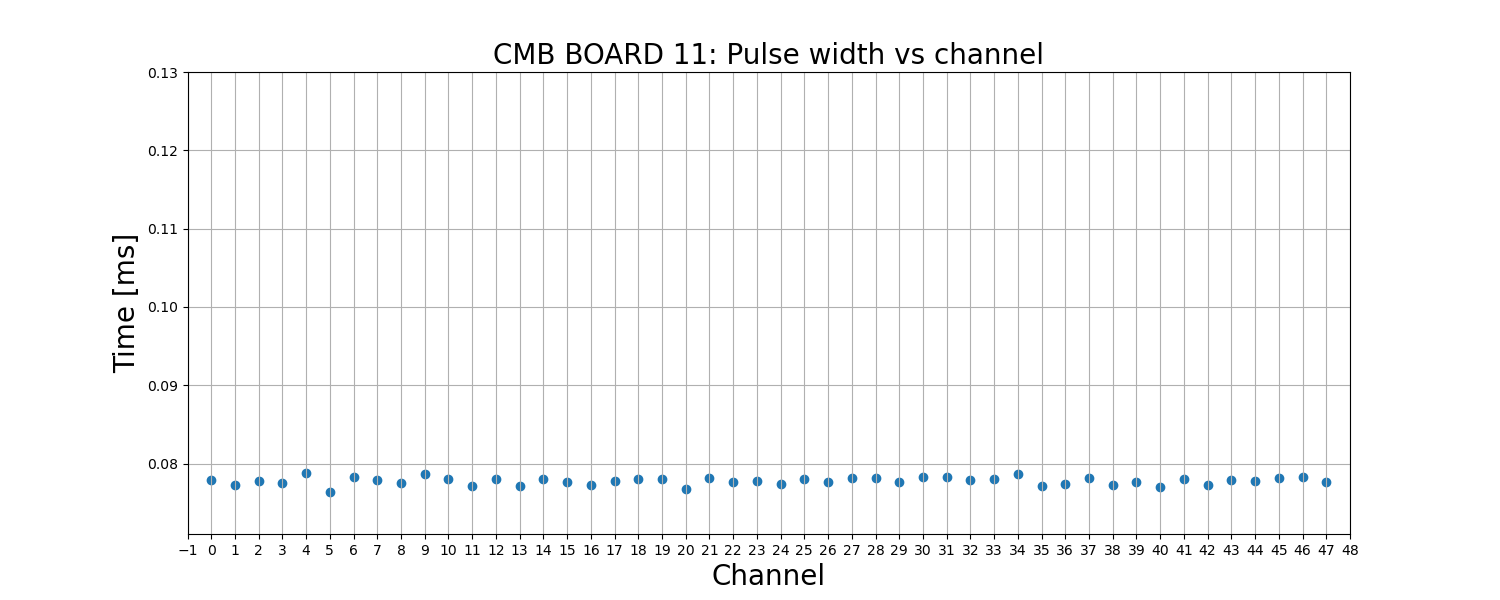 CMB BOARD 11: Pulse width vs channel
0.13
0.12
0.11
0.10
0.09
0.08
Time [ms]
−1 0 1 2 3 4 5 6 7 8 9 10 11 12 13 14 15 16 17 18 19 20 21 22 23 24 25 26 27 28 29 30 31 32 33 34 35 36 37 38 39 40 41 42 43 44 45 46 47 48
Channel